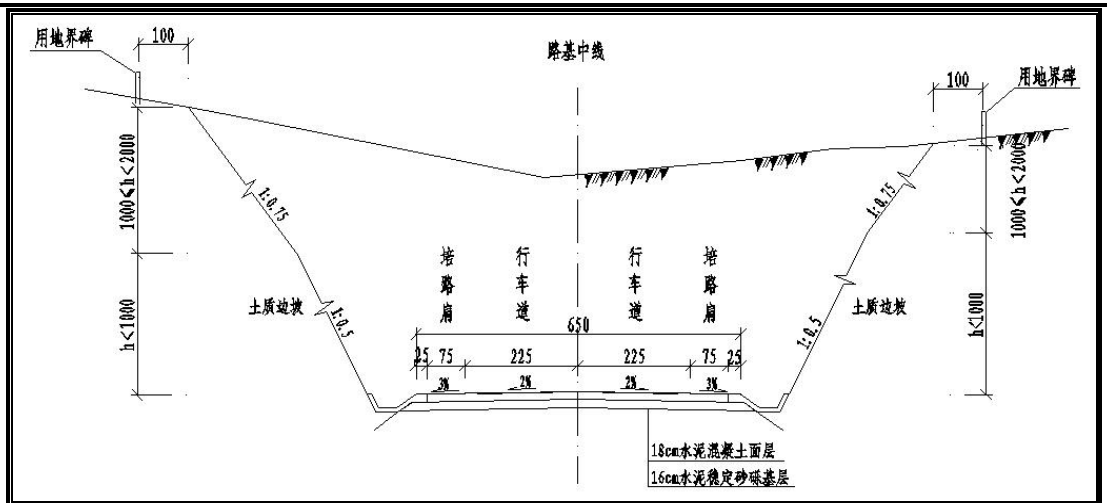 用地界碑
100
路基中线
用地界碑
100
1000≤h<2000
1:0.75
1:0.75
1000≤h<2000
培路肩
行车道
行车道
培路肩
土质边坡
土质边坡
h<1000
1:0.5
1:0.5
h<1000
650
25 75 225 225 75 25
3% 2% 2% 3%
18cm水泥混凝土面层
16cm水泥稳定砂砾基层